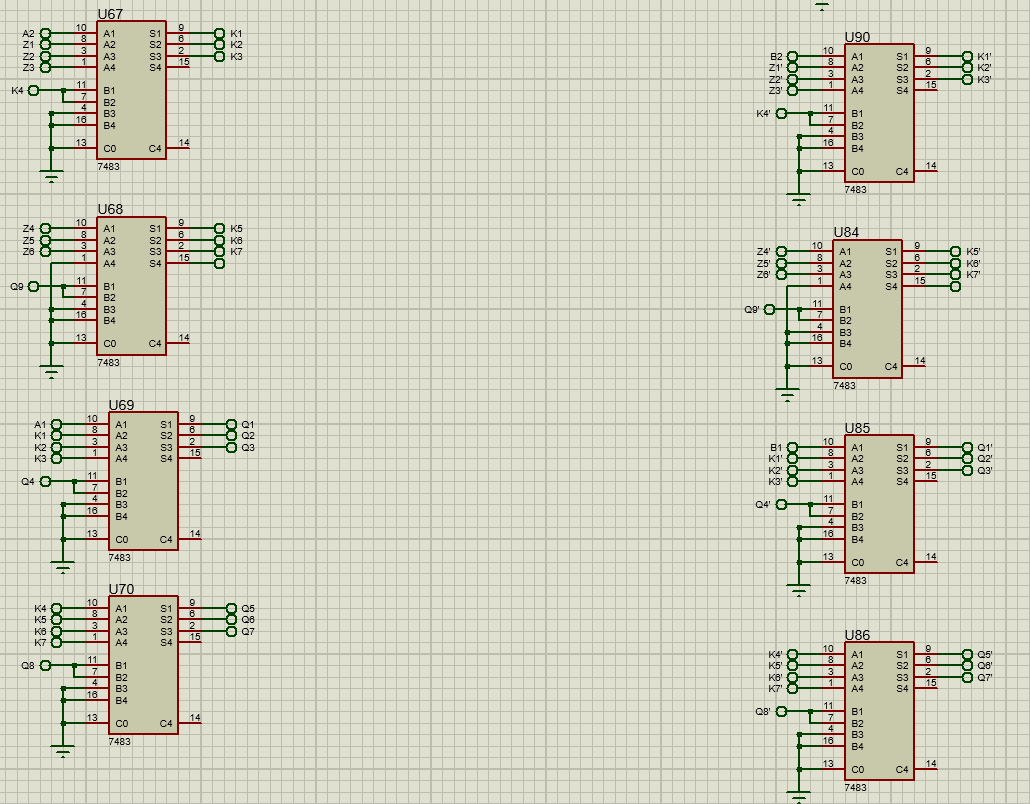 U67
A2 10 A1 S1 9 K1
Z1 8 A2 S2 6 K2
Z2 3 A3 S3 2 K3
Z3 1 A4 S4 15
K4 11 B1
7 B2
4 B3
16 B4
13 C0 C4 14
7483
U68
Z4 10 A1 S1 9 K5
Z5 8 A2 S2 6 K6
Z6 3 A3 S3 2 K7
1 A4 S4 15
Q9 11 B1
7 B2
4 B3
16 B4
13 C0 C4 14
7483
U69
A1 10 A1 S1 9 Q1
K1 8 A2 S2 6 Q2
K2 3 A3 S3 2 Q3
K3 1 A4 S4 15
Q4 11 B1
7 B2
4 B3
16 B4
13 C0 C4 14
7483
U70
K4 10 A1 S1 9 Q5
K5 8 A2 S2 6 Q6
K6 3 A3 S3 2 Q7
K7 1 A4 S4 15
Q8 11 B1
7 B2
4 B3
16 B4
13 C0 C4 14
7483
U90
B2 10 A1 S1 9 K1'
Z1' 8 A2 S2 6 K2'
Z2' 3 A3 S3 2 K3'
Z3' 1 A4 S4 15
K4' 11 B1
7 B2
4 B3
16 B4
13 C0 C4 14
7483
U84
Z4' 10 A1 S1 9 K5'
Z5' 8 A2 S2 6 K6'
Z6' 3 A3 S3 2 K7'
1 A4 S4 15
Q9' 11 B1
7 B2
4 B3
16 B4
13 C0 C4 14
7483
U85
B1 10 A1 S1 9 Q1'
K1' 8 A2 S2 6 Q2'
K2' 3 A3 S3 2 Q3'
K3' 1 A4 S4 15
Q4' 11 B1
7 B2
4 B3
16 B4
13 C0 C4 14
7483
U86
K4' 10 A1 S1 9 Q5'
K5' 8 A2 S2 6 Q6'
K6' 3 A3 S3 2 Q7'
K7' 1 A4 S4 15
Q8' 11 B1
7 B2
4 B3
16 B4
13 C0 C4 14
7483